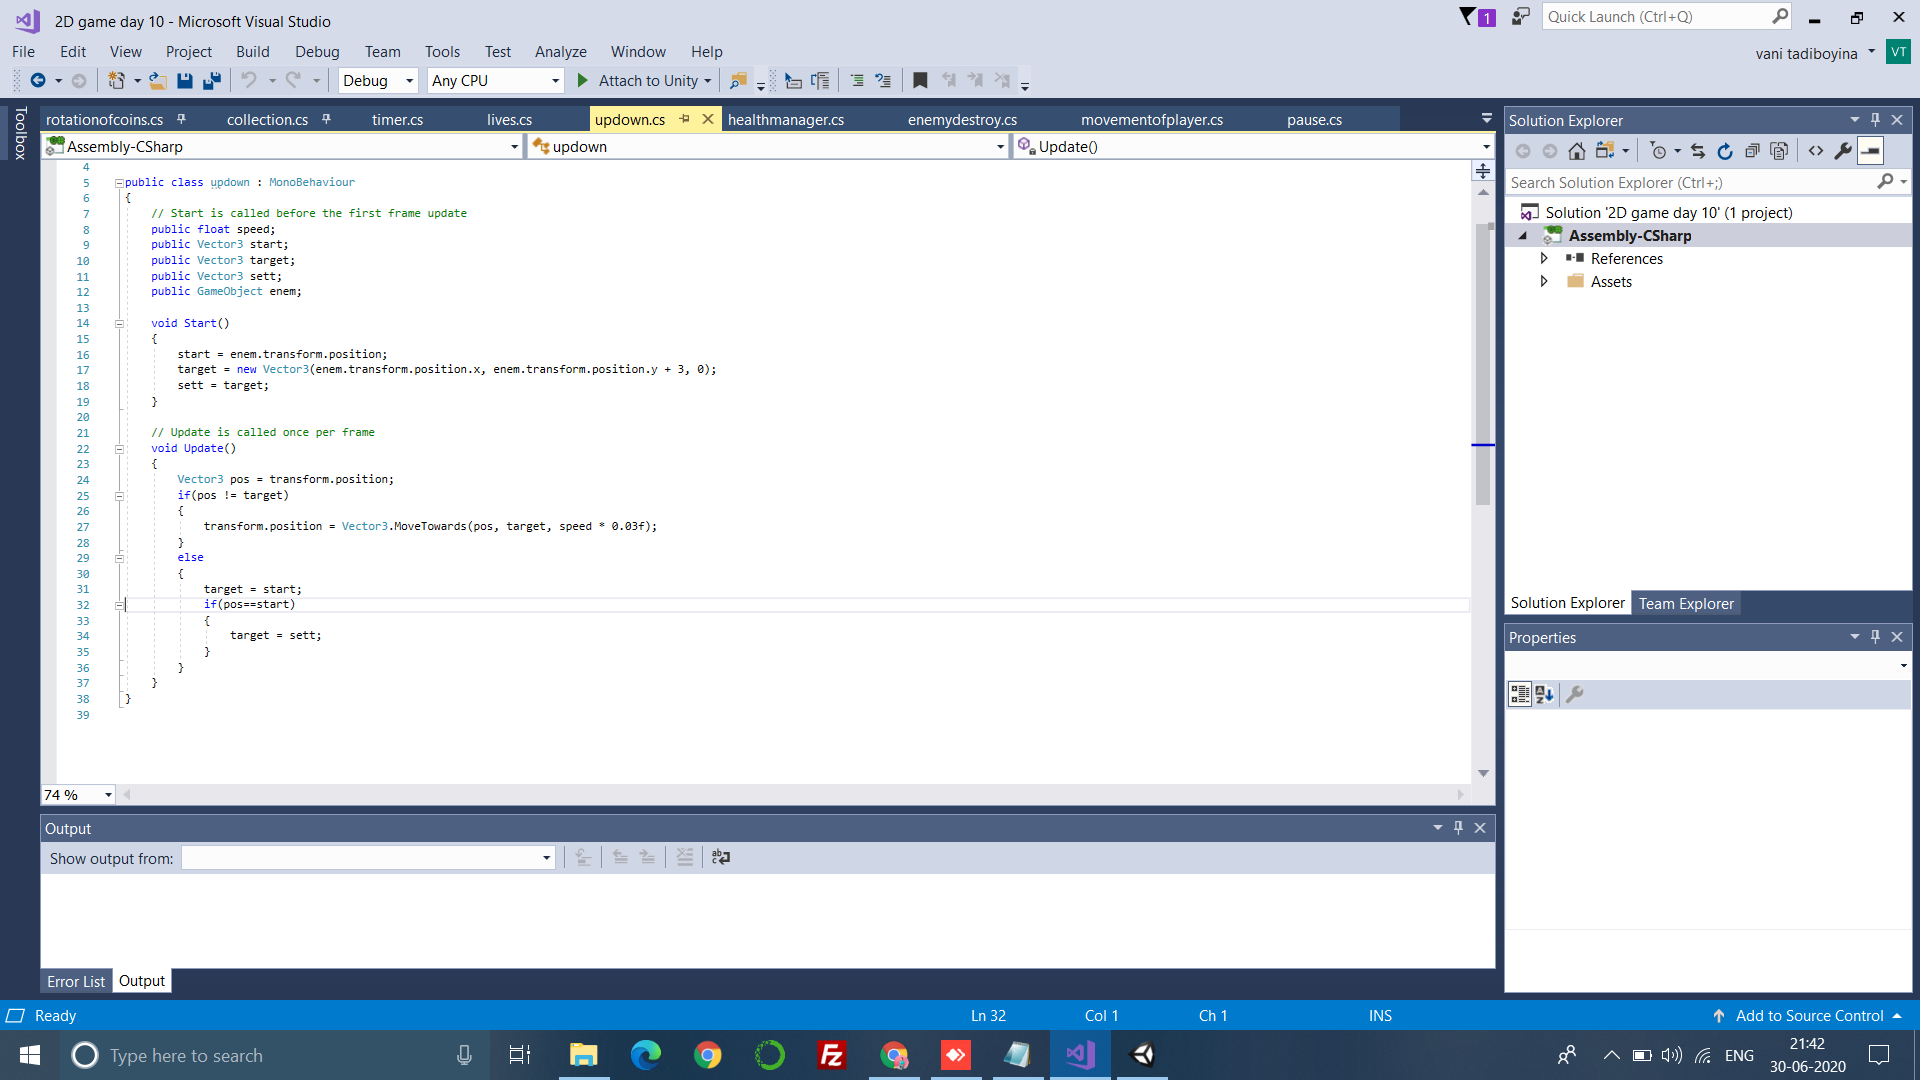 2D game day 10 - Microsoft Visual Studio
1
Quick Launch (Ctrl+Q)
File Edit View Project Build Debug Team Tools Test Analyze Window Help
vani tadiboyina VT
Debug Any CPU Attach to Unity
Toolbox
rotationofcoins.cs collection.cs timer.cs lives.cs updown.cs healthmanager.cs enemydestroy.cs movementofplayer.cs pause.cs
Assembly-CSharp updown Update()
4
5 public class updown : MonoBehaviour
6 {
7 // Start is called before the first frame update
8 public float speed;
9 public Vector3 start;
10 public Vector3 target;
11 public Vector3 sett;
12 public GameObject enem;
13
14 void Start()
15 {
16 start = enem.transform.position;
17 target = new Vector3(enem.transform.position.x, enem.transform.position.y + 3, 0);
18 sett = target;
19 }
20
21 // Update is called once per frame
22 void Update()
23 {
24 Vector3 pos = transform.position;
25 if(pos != target)
26 {
27 transform.position = Vector3.MoveTowards(pos, target, speed * 0.03f);
28 }
29 else
30 {
31 target = start;
32 if(pos==start)
33 {
34 target = sett;
35 }
36 }
37 }
38 }
39
74 %
Output
Show output from:
Error List Output
Solution Explorer
Search Solution Explorer (Ctrl+;)
Solution '2D game day 10' (1 project)
Assembly-CSharp
References
Assets
Solution Explorer Team Explorer
Properties
Ready Ln 32 Col 1 Ch 1 INS Add to Source Control
Type here to search
ENG
21:42
30-06-2020